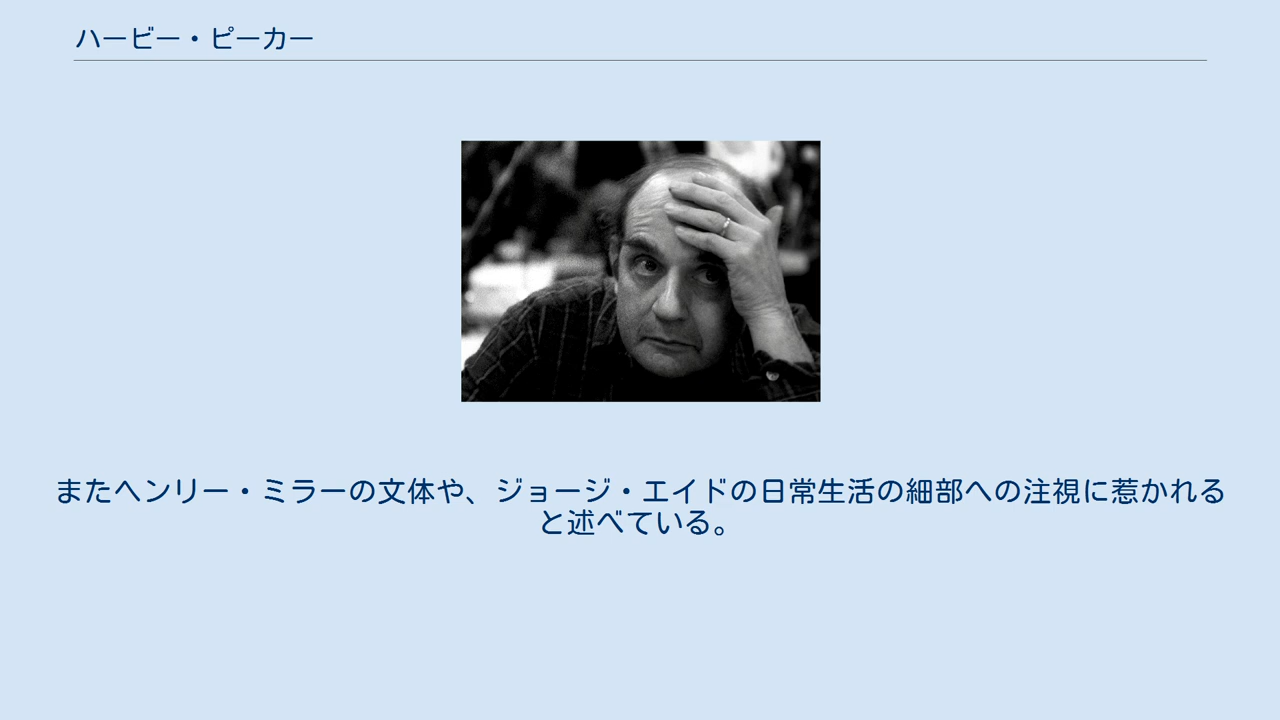 ハービー・ピーカー
またヘンリー・ミラーの文体や、ジョージ・エイドの日常生活の細部への注視に惹かれる
と述べている。